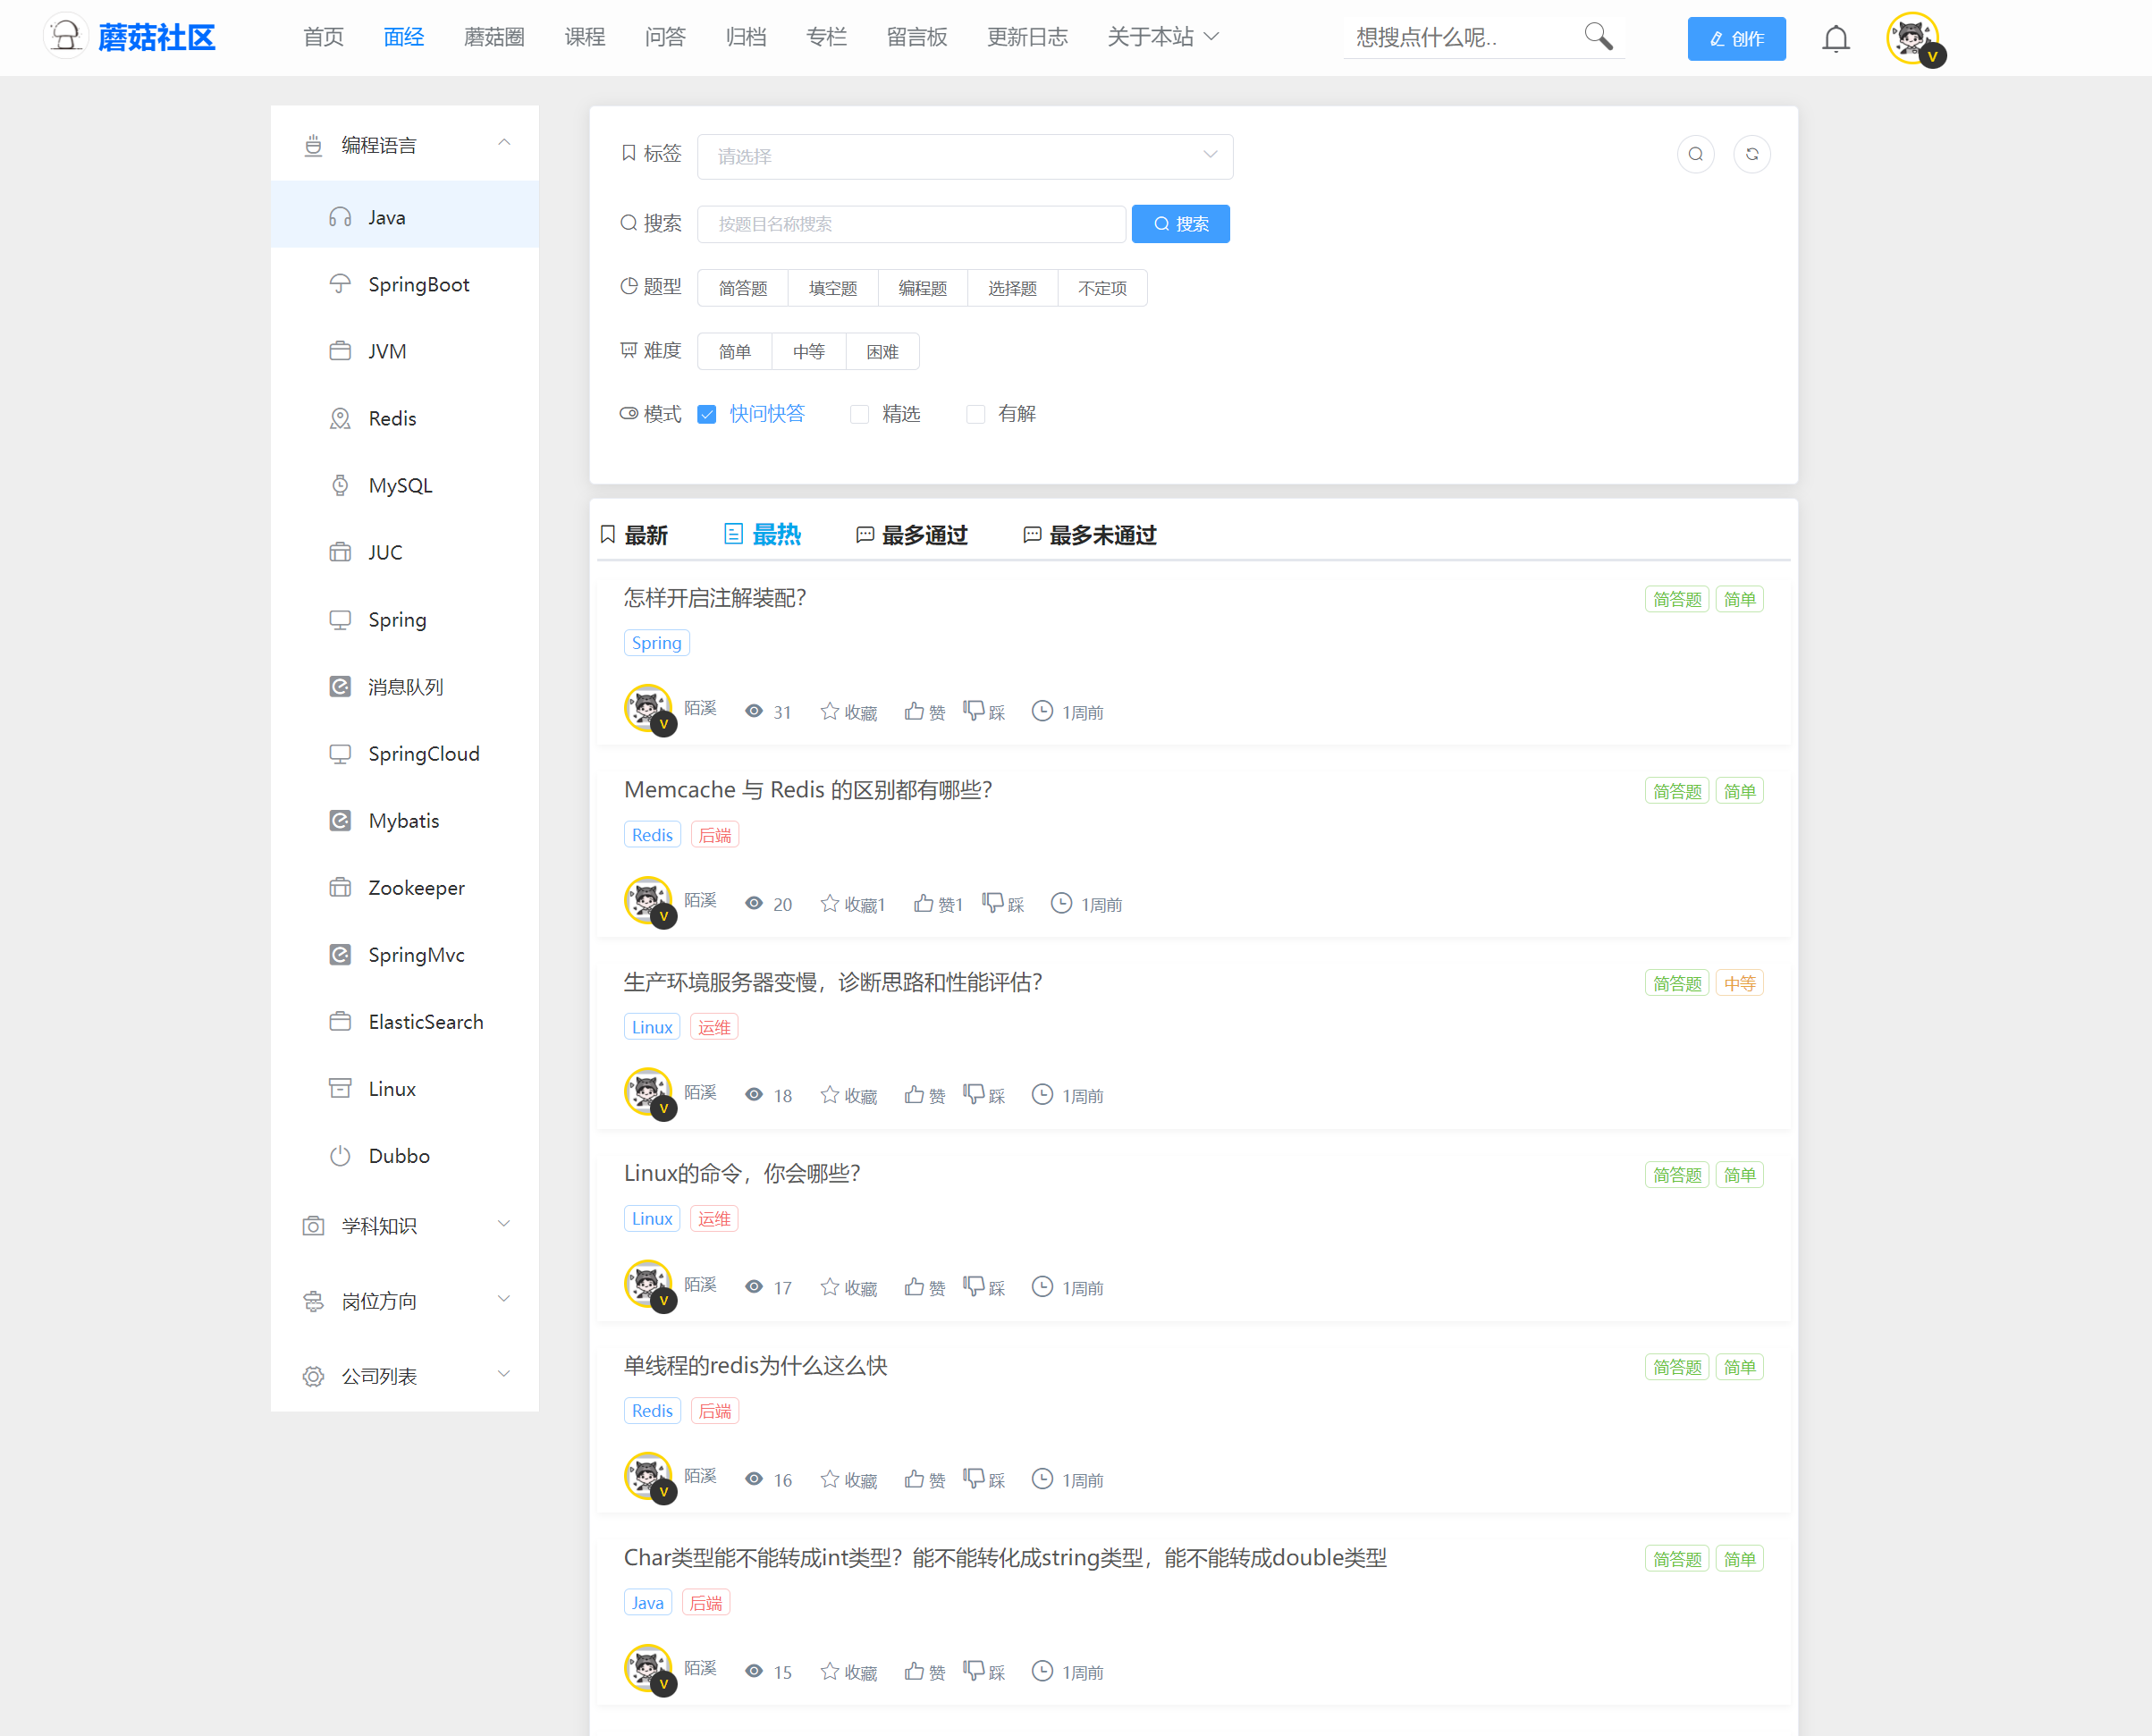 蘑菇社区 首页 面经 蘑菇圈 课程 问答 归档 专栏 留言板 更新日志 关于本站 想搜点什么呢.. 创作
V
编程语言
Java
SpringBoot
JVM
Redis
MySQL
JUC
Spring
消息队列
SpringCloud
Mybatis
Zookeeper
SpringMvc
ElasticSearch
Linux
Dubbo
学科知识
岗位方向
公司列表
标签 请选择
搜索 按题目名称搜索 搜索
题型 简答题 填空题 编程题 选择题 不定项
难度 简单 中等 困难
模式 快问快答 精选 有解
最新 最热 最多通过 最多未通过
怎样开启注解装配？ 简答题 简单
Spring
V 陌溪 31 收藏 赞 踩 1周前
Memcache 与 Redis 的区别都有哪些？ 简答题 简单
Redis 后端
V 陌溪 20 收藏1 赞1 踩 1周前
生产环境服务器变慢，诊断思路和性能评估？ 简答题 中等
Linux 运维
V 陌溪 18 收藏 赞 踩 1周前
Linux的命令，你会哪些？ 简答题 简单
Linux 运维
V 陌溪 17 收藏 赞 踩 1周前
单线程的redis为什么这么快 简答题 简单
Redis 后端
V 陌溪 16 收藏 赞 踩 1周前
Char类型能不能转成int类型？能不能转化成string类型，能不能转成double类型 简答题 简单
Java 后端
V 陌溪 15 收藏 赞 踩 1周前